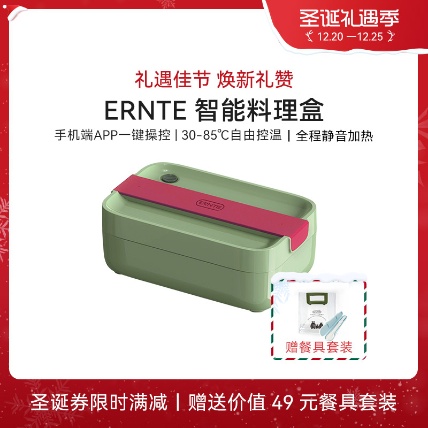 圣诞礼遇季
12.20 - 12.25
礼遇佳节 焕新礼赞
ERNTE 智能料理盒
手机端APP一键操控 | 30-85℃自由控温 | 全程静音加热
ERNTE
赠餐具套装
圣诞券限时满减 | 赠送价值 49 元餐具套装